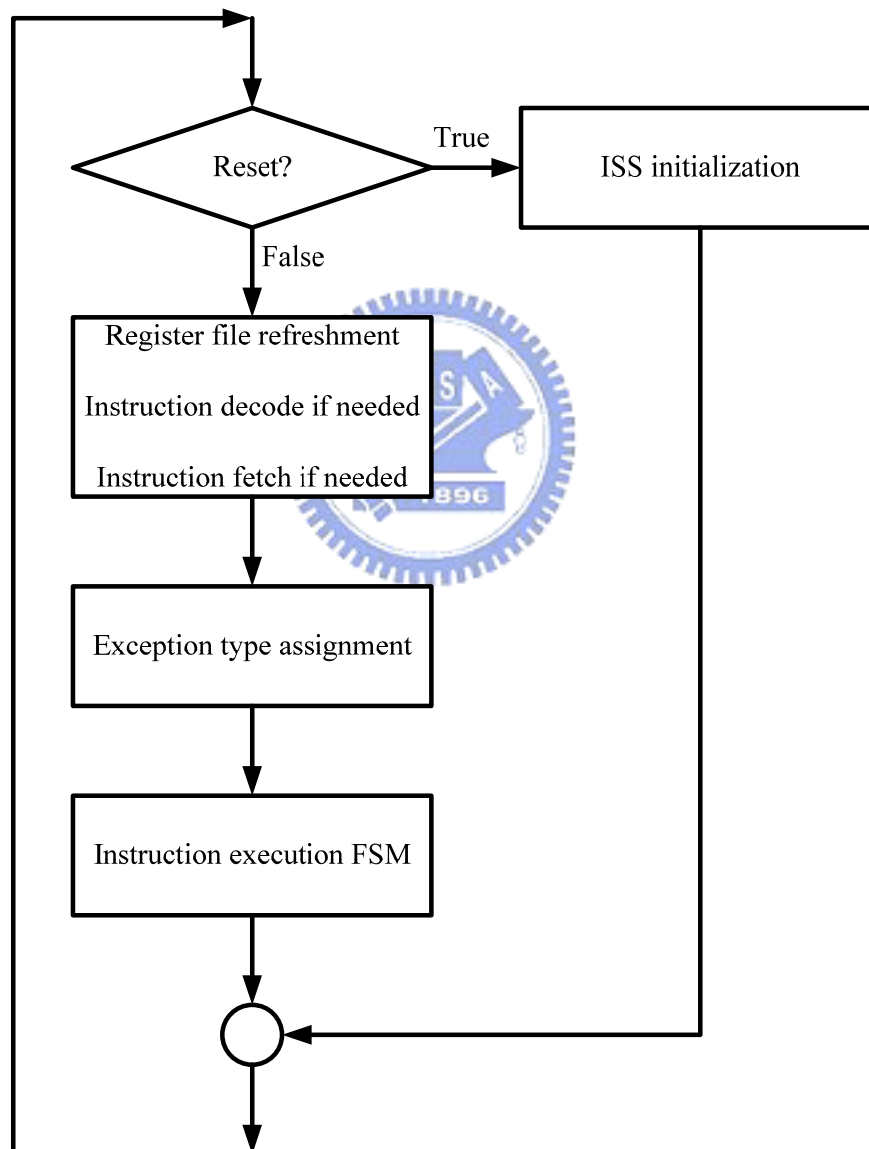 Reset?
True
ISS initialization
False
Register file refreshment
Instruction decode if needed
Instruction fetch if needed
Exception type assignment
Instruction execution FSM
S
A
1896